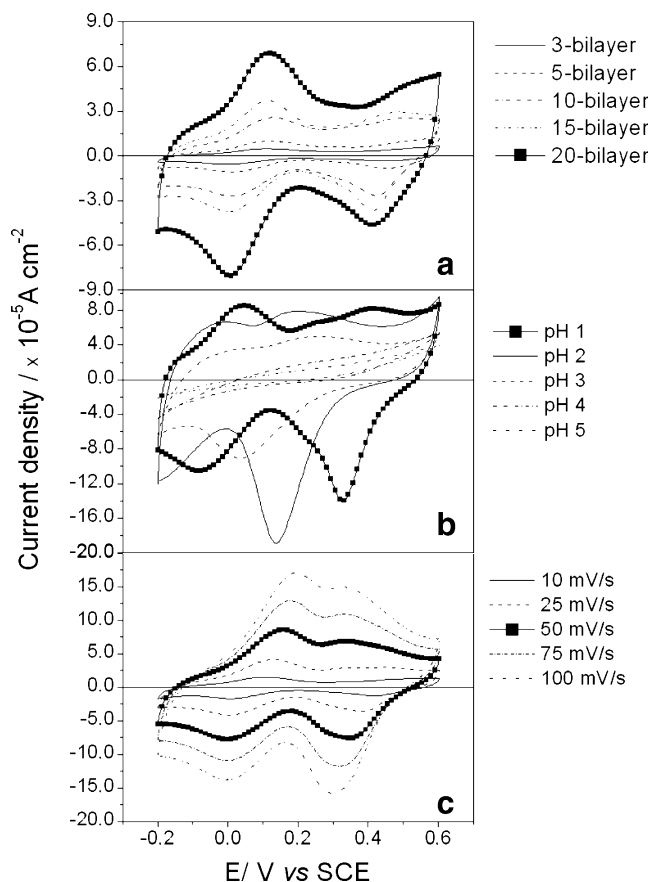 9.0
6.0
3.0
0.0
-3.0
-6.0
-9.0
a
3-bilayer
5-bilayer
10-bilayer
15-bilayer
20-bilayer
8.0
4.0
0.0
-4.0
-8.0
-12.0
-16.0
-20.0
b
pH 1
pH 2
pH 3
pH 4
pH 5
15.0
10.0
5.0
0.0
-5.0
-10.0
-15.0
-20.0
c
10 mV/s
25 mV/s
50 mV/s
75 mV/s
100 mV/s
-0.2 0.0 0.2 0.4 0.6
E/ V vs SCE
Current density / x 10⁻⁵A cm⁻²